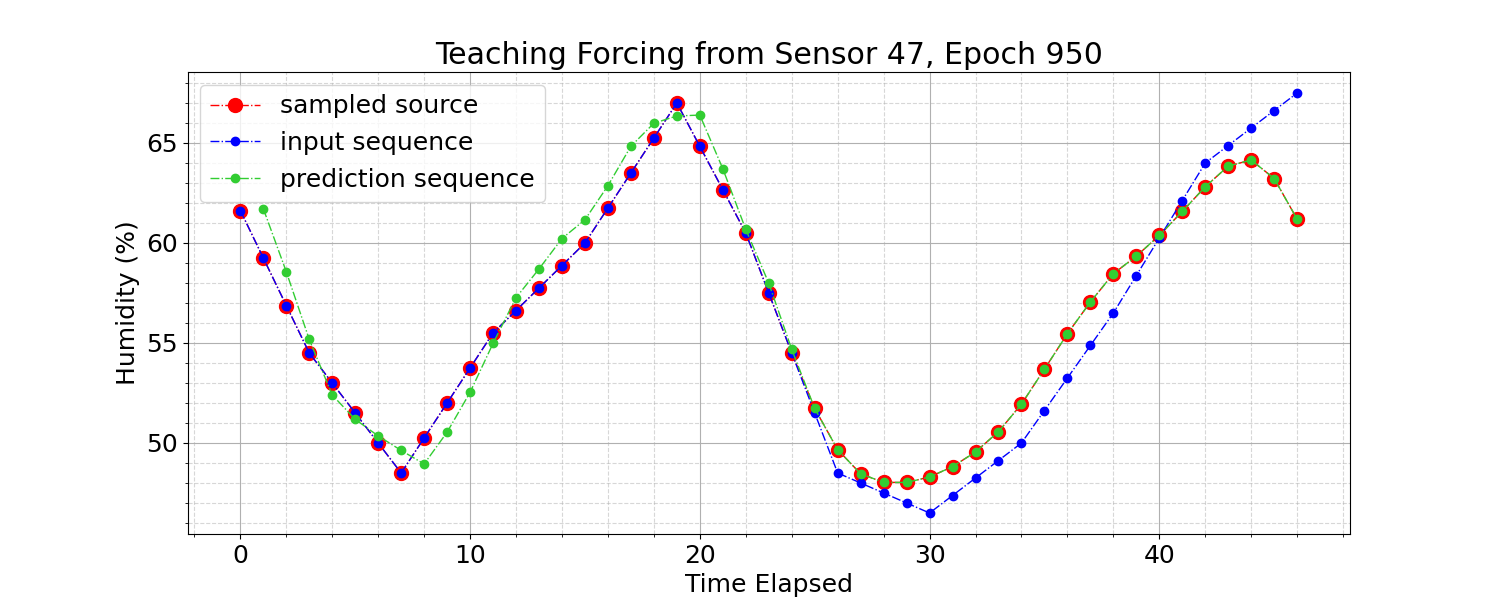 Teaching Forcing from Sensor 47, Epoch 950
sampled source
input sequence
prediction sequence
Humidity (%)
65
60
55
50
0 10 20 30 40
Time Elapsed